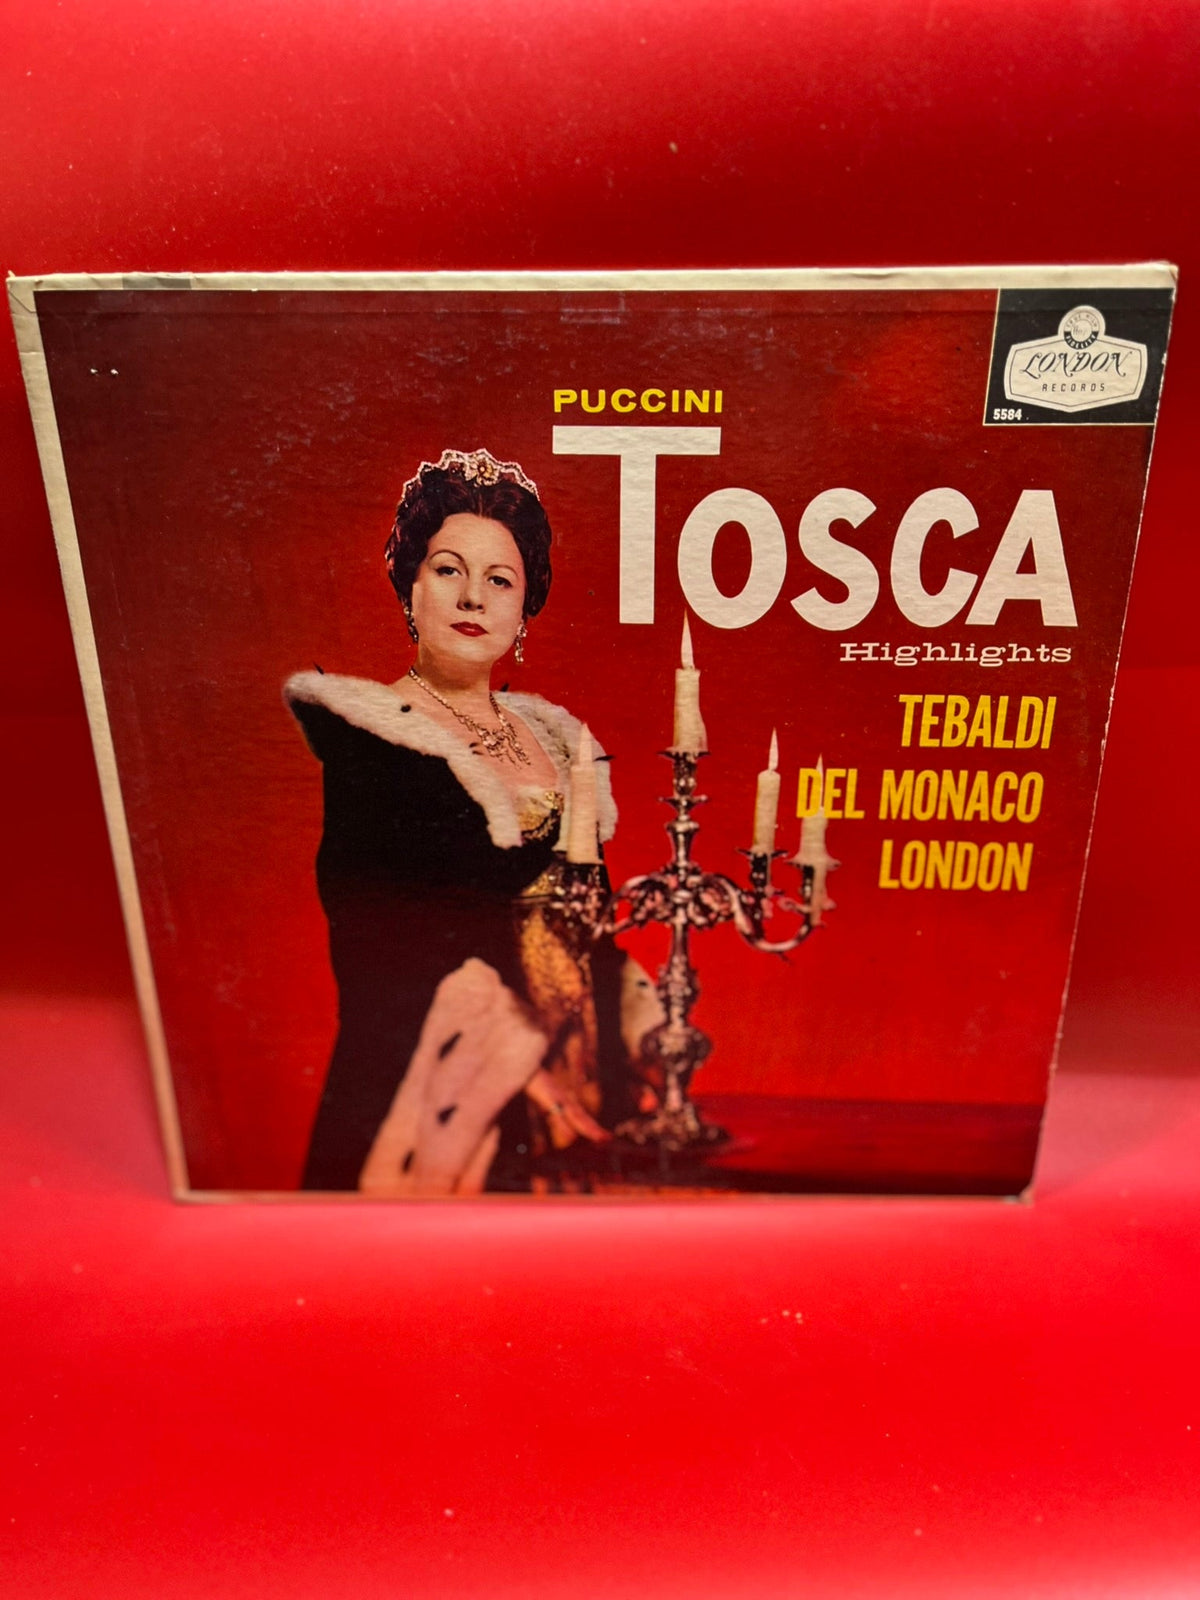 PUCCINI
TOSCA
Highlights
TEBALDI
DEL MONACO
LONDON
LONDON
RECORDS
5584